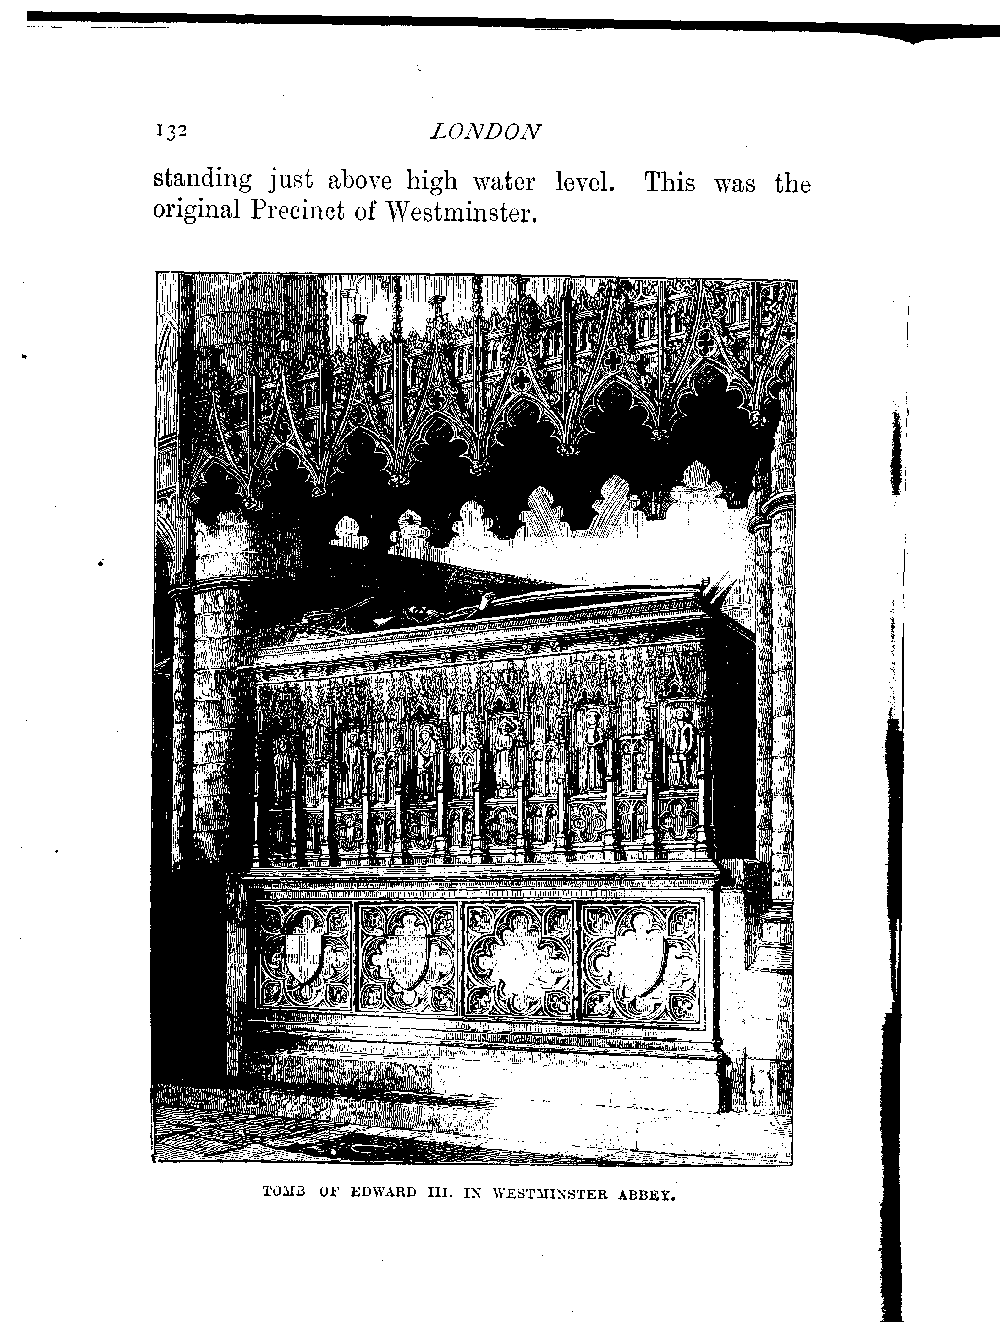 132 LONDON
standing just above high water level. This was the
original Precinct of Westminster.
TOMB OF EDWARD III. IN WESTMINSTER ABBEY.